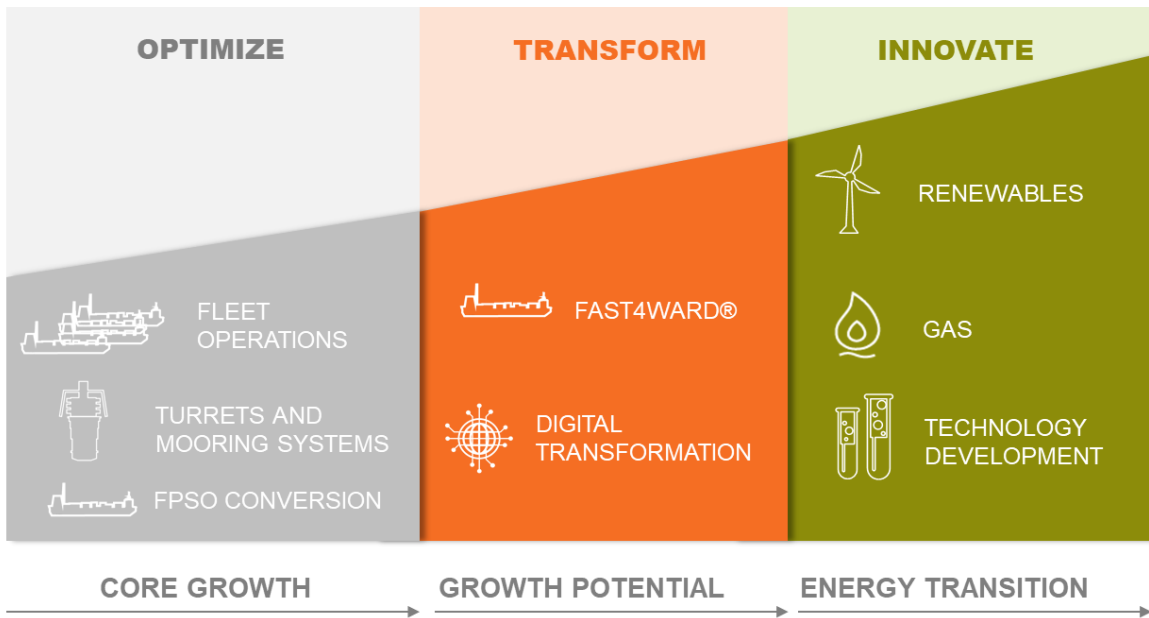 OPTIMIZE
TRANSFORM
INNOVATE
FLEET
OPERATIONS
TURRETS AND
MOORING SYSTEMS
FPSO CONVERSION
FAST4WARD®
DIGITAL
TRANSFORMATION
RENEWABLES
GAS
TECHNOLOGY
DEVELOPMENT
CORE GROWTH
GROWTH POTENTIAL
ENERGY TRANSITION